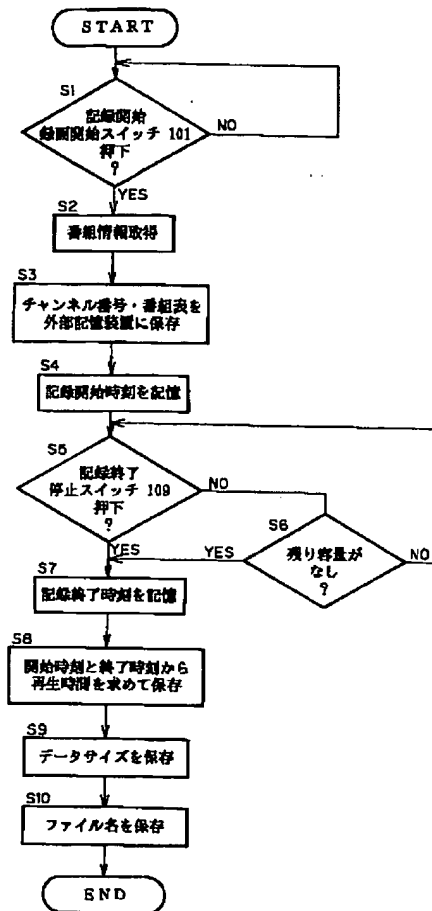 START
S1
記録開始
録画開始スイッチ 101
押下
?
NO
YES
S2
番組情報取得
S3
チャンネル番号・番組表を
外部記憶装置に保存
S4
記録開始時刻を記憶
S5
記録終了
停止スイッチ 109
押下
?
NO
YES
S6
残り容量が
なし
?
YES
NO
S7
記録終了時刻を記憶
S8
開始時刻と終了時刻から
再生時間を求めて保存
S9
データサイズを保存
S10
ファイル名を保存
END